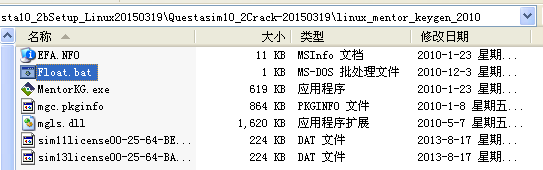 sta10_2bSetup_Linux20150319\Questasim10_2Crack-20150319\linux_mentor_keygen_2010
名称 大小 类型 修改日期
EFA.NFO 11 KB MSInfo 文档 2010-1-23 星期...
Float.bat 1 KB MS-DOS 批处理文件 2010-12-3 星期...
MentorKG.exe 619 KB 应用程序 2010-1-23 星期...
mgc.pkginfo 864 KB PKGINFO 文件 2010-1-8 星期五...
mgls.dll 1,620 KB 应用程序扩展 2010-5-7 星期五...
sim11license00-25-64-BE... 224 KB DAT 文件 2013-8-17 星期...
sim13license00-25-64-BA... 224 KB DAT 文件 2013-8-17 星期...